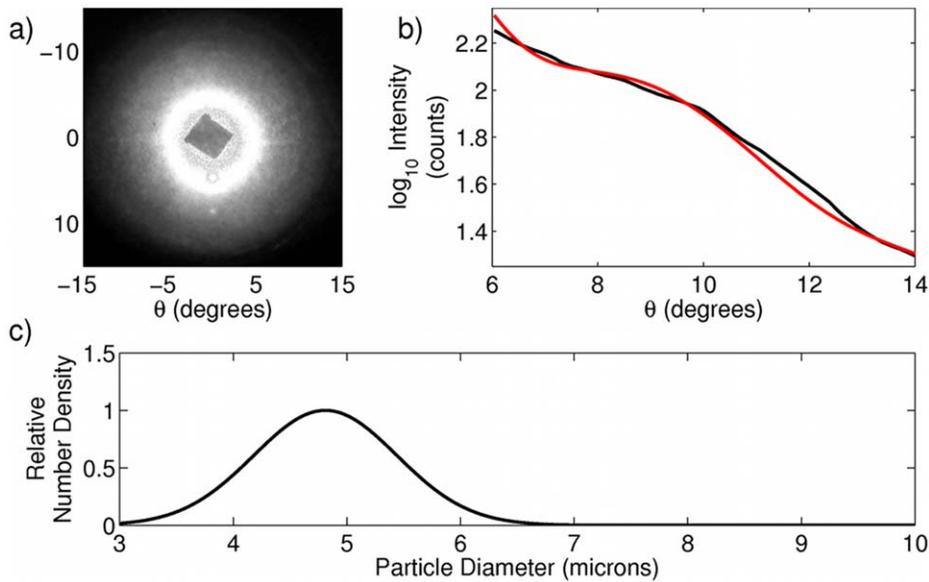 a)
−10
0
10
−15
−5
5
15
θ (degrees)
b)
log10 Intensity
(counts)
2.2
2
1.8
1.6
1.4
6
8
10
12
14
θ (degrees)
c)
Relative
Number Density
1.5
1
0.5
0
3
4
5
6
7
8
9
10
Particle Diameter (microns)